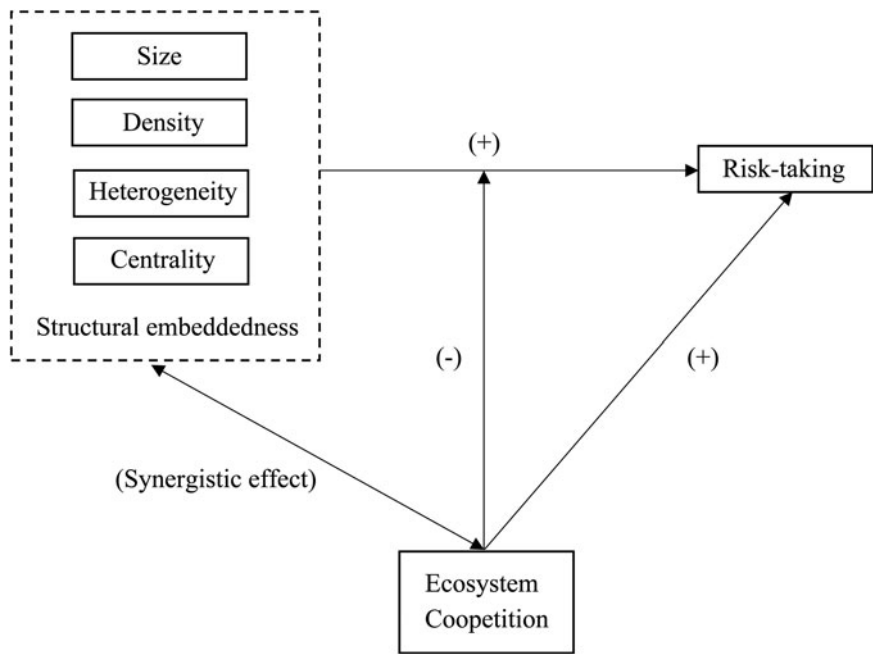 Size
Density
Heterogeneity
Centrality
Structural embeddedness
(+)
Risk-taking
(-)
(+)
(Synergistic effect)
Ecosystem
Coopetition